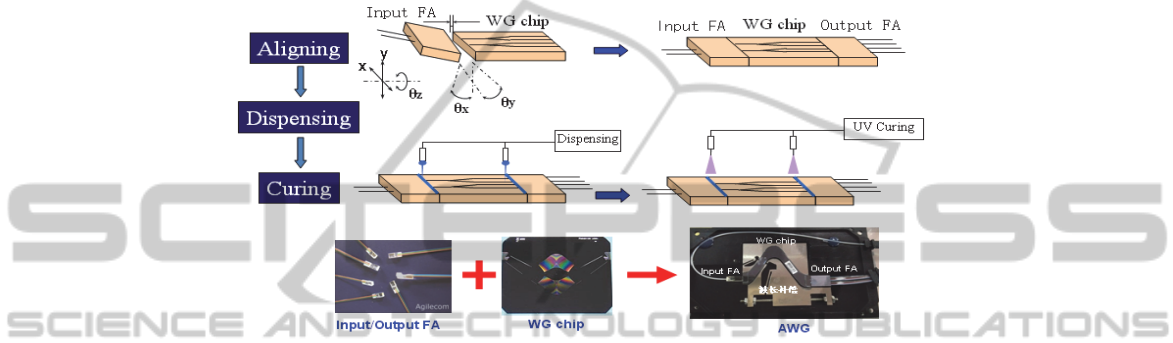 Input FA
WG chip
Input FA
WG chip
Output FA
Aligning
y
x
θz
θx
θy
Dispensing
Dispensing
UV Curing
Curing
SCITEPRESS
WG chip
Input FA
Output FA
Agilecom
SCIENCE AND TECHNOLOGY PUBLICATIONS
Input/Output FA
WG chip
AWG